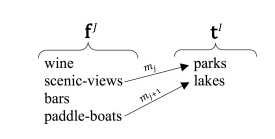 f^J t^I
wine m_j parks
scenic-views m_{j+1} lakes
bars
paddle-boats